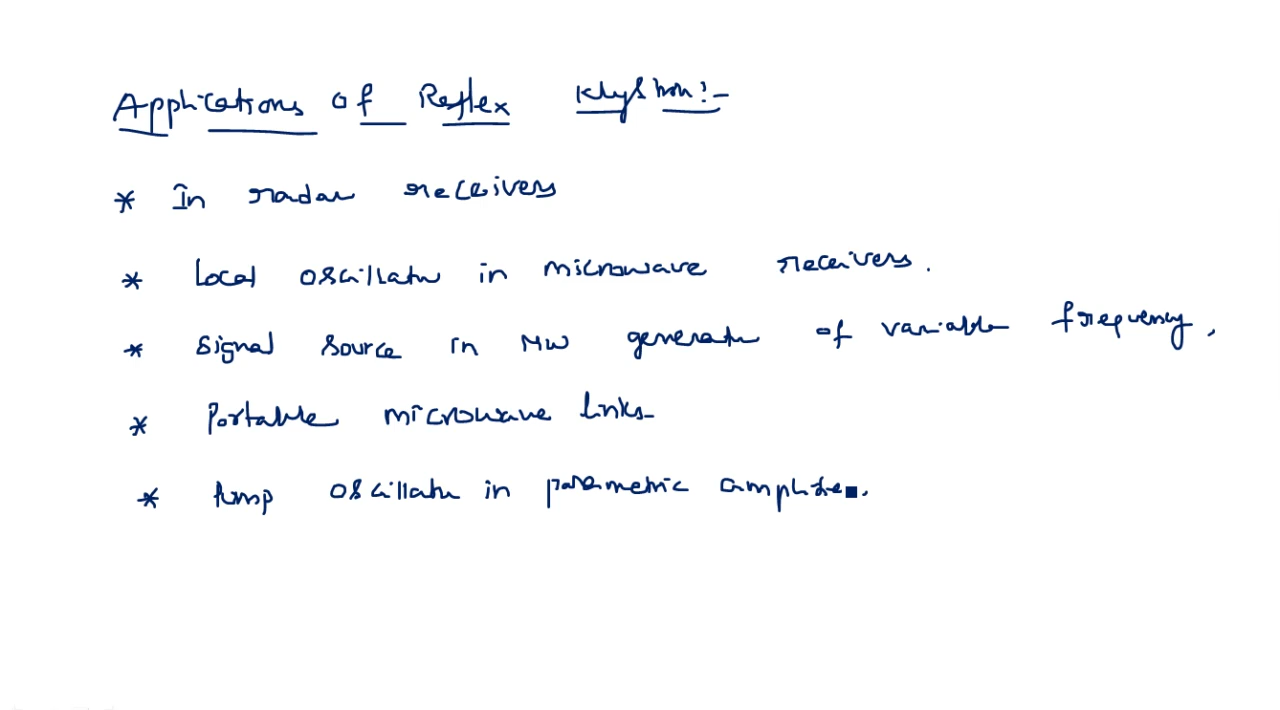 Applications of Reflex Klystron:-
* In radar receivers
* Local oscillator in microwave receivers.
* Signal source in MW generator of variable frequency.
* Portable microwave links.
* Pump oscillator in parametric